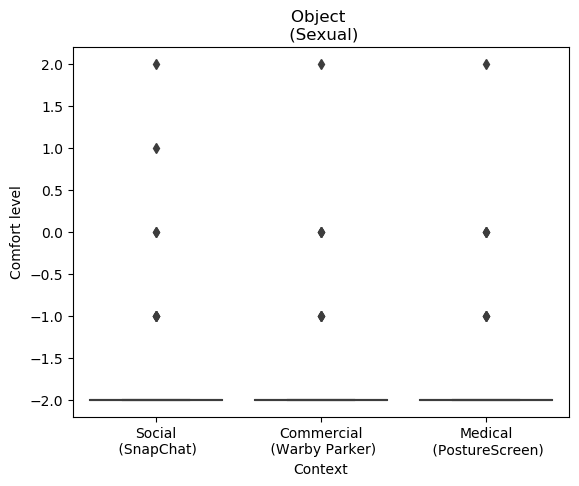 Object
(Sexual)
Comfort level
2.0
1.5
1.0
0.5
0.0
−0.5
−1.0
−1.5
−2.0
Social
(SnapChat)
Commercial
(Warby Parker)
Medical
(PostureScreen)
Context